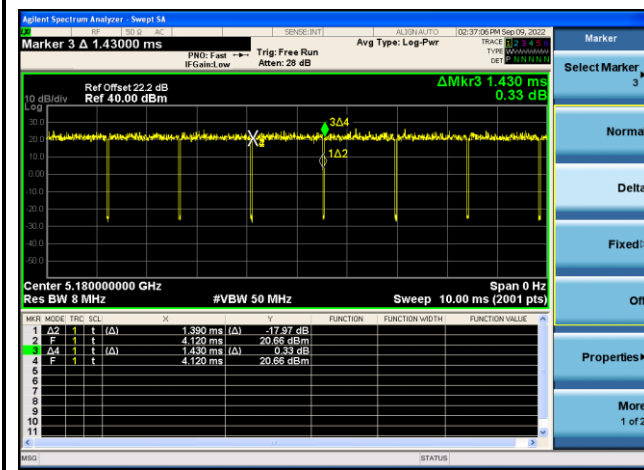 Agilent Spectrum Analyzer - Swept SA
LXI RF 50 Ω AC SENSE:INT ALIGN AUTO 02:37:06 PM Sep 09, 2022
Marker 3 Δ 1.43000 ms Avg Type: Log-Pwr TRACE 1 2 3 4 5 6
PNO: Fast Trig: Free Run TYPE WWWWWWW
IFGain:Low Atten: 28 dB DET P N N N N N
Ref Offset 22.2 dB ΔMkr3 1.430 ms
10 dB/div Ref 40.00 dBm 0.33 dB
Log
30.0
20.0
10.0
0.00
-10.0
-20.0
-30.0
-40.0
-50.0
3Δ4
1Δ2
Center 5.180000000 GHz Span 0 Hz
Res BW 8 MHz #VBW 50 MHz Sweep 10.00 ms (2001 pts)
MKR MODE TRC SCL X Y FUNCTION FUNCTION WIDTH FUNCTION VALUE
1 Δ2 1 t (Δ) 1.390 ms (Δ) -17.97 dB
2 F 1 t 4.120 ms 20.66 dBm
3 Δ4 1 t (Δ) 1.430 ms (Δ) 0.33 dB
4 F 1 t 4.120 ms 20.66 dBm
5
6
7
8
9
10
11
MSG STATUS
Marker
Select Marker
3
Normal
Delta
Fixed
Off
Properties
More
1 of 2